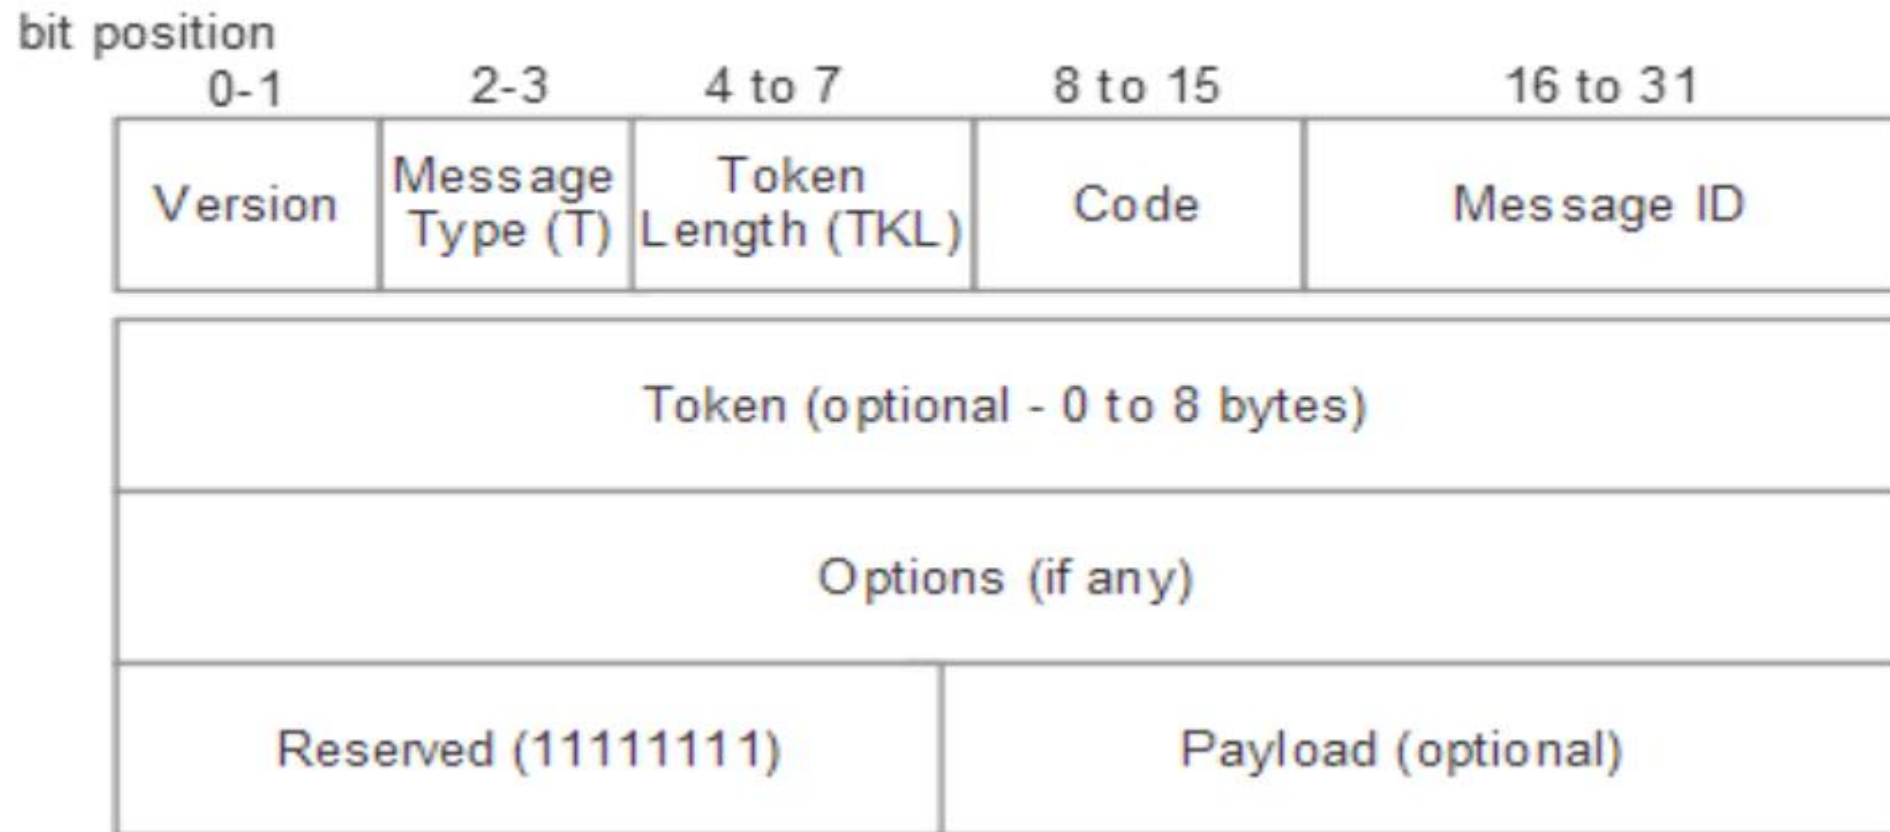 bit position
0-1 2-3 4 to 7 8 to 15 16 to 31
Version
Message
Type (T)
Token
Length (TKL)
Code
Message ID
Token (optional - 0 to 8 bytes)
Options (if any)
Reserved (11111111)
Payload (optional)